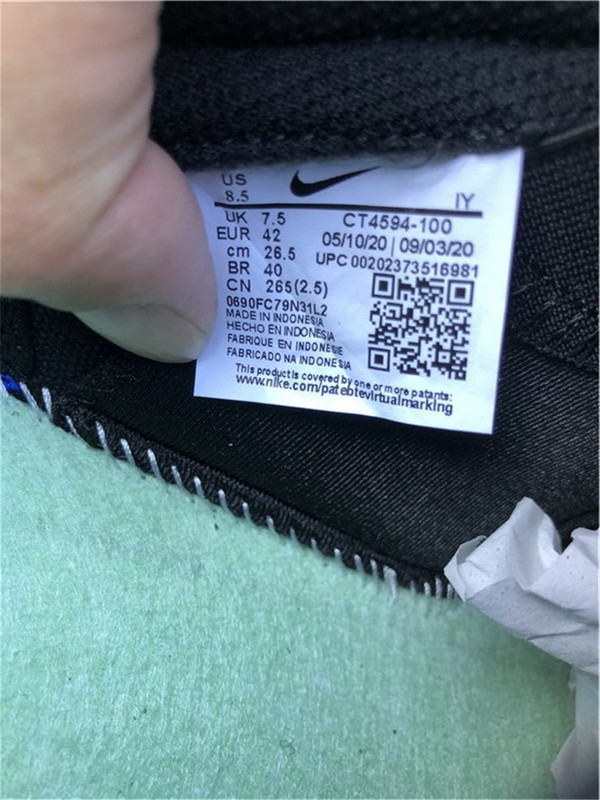 US
8.5
IY
UK 7.5
EUR 42
cm 26.5
BR 40
CN 265(2.5)
CT4594-100
05/10/20 | 09/03/20
UPC 00202373516981
0690FC79N31L2
MADE IN INDONESIA
HECHO EN INDONESIA
FABRIQUE EN INDONESIE
FABRICADO NA INDONESIA
This product is covered by one or more patants:
www.nlke.com/patebtevirtualmarking